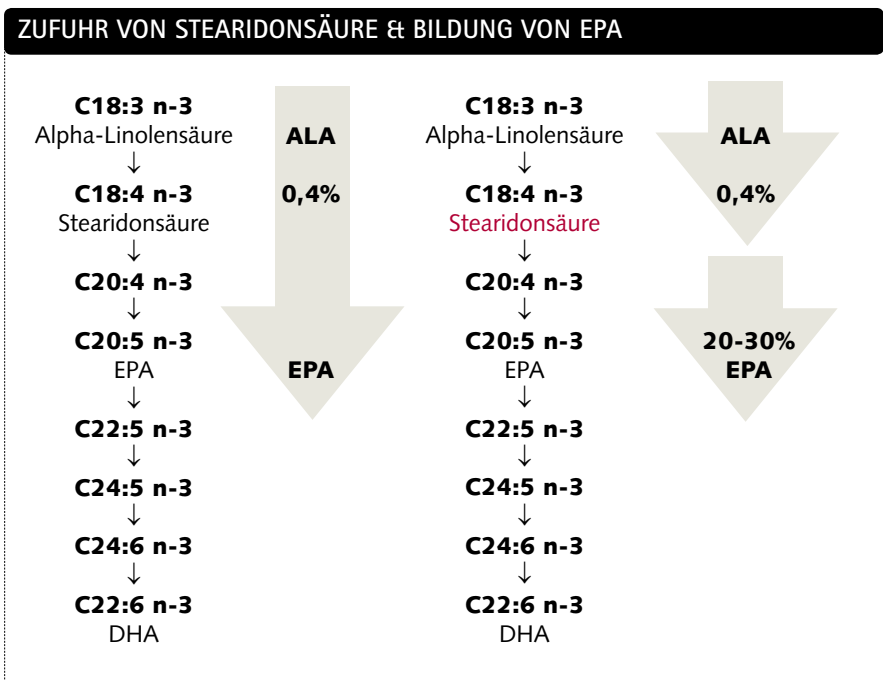 ZUFUHR VON STEARIDONSÄURE & BILDUNG VON EPA
C18:3 n-3
Alpha-Linolensäure
↓
C18:4 n-3
Stearidonsäure
↓
C20:4 n-3
↓
C20:5 n-3
EPA
↓
C22:5 n-3
↓
C24:5 n-3
↓
C24:6 n-3
↓
C22:6 n-3
DHA
ALA
0,4%
EPA
C18:3 n-3
Alpha-Linolensäure
↓
C18:4 n-3
Stearidonsäure
↓
C20:4 n-3
↓
C20:5 n-3
EPA
↓
C22:5 n-3
↓
C24:5 n-3
↓
C24:6 n-3
↓
C22:6 n-3
DHA
ALA
0,4%
20-30%
EPA